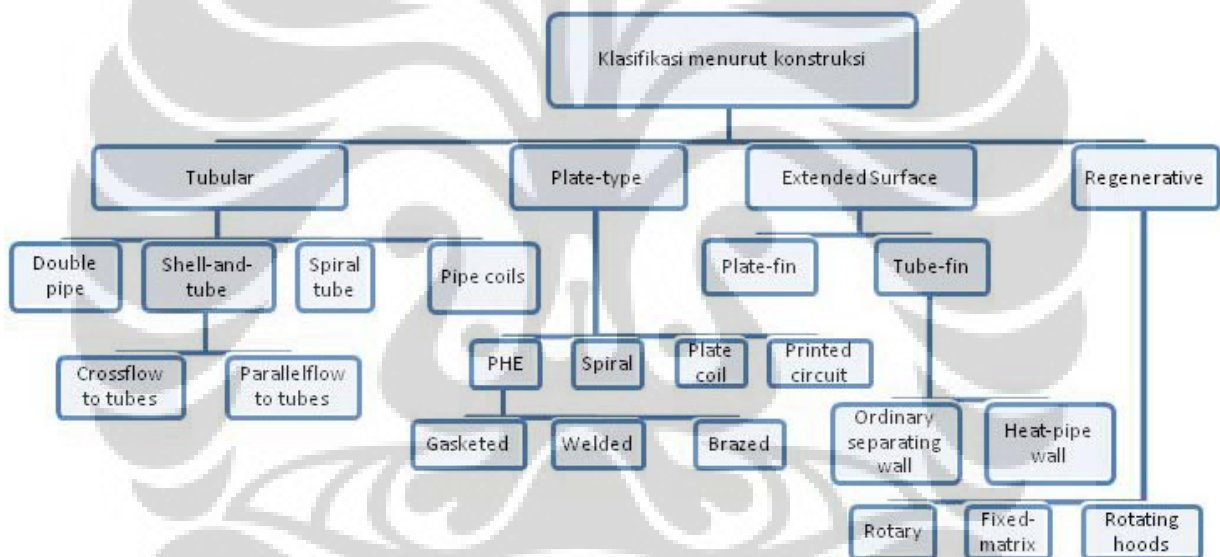 Klasifikasi menurut konstruksi
Tubular
Plate-type
Extended Surface
Regenerative
Double
pipe
Shell-and-
tube
Spiral
tube
Pipe coils
Plate-fin
Tube-fin
Crossflow
to tubes
Parallelflow
to tubes
PHE
Spiral
Plate
coil
Printed
circuit
Gasketed
Welded
Brazed
Ordinary
separating
wall
Heat-pipe
wall
Rotary
Fixed-
matrix
Rotating
hoods